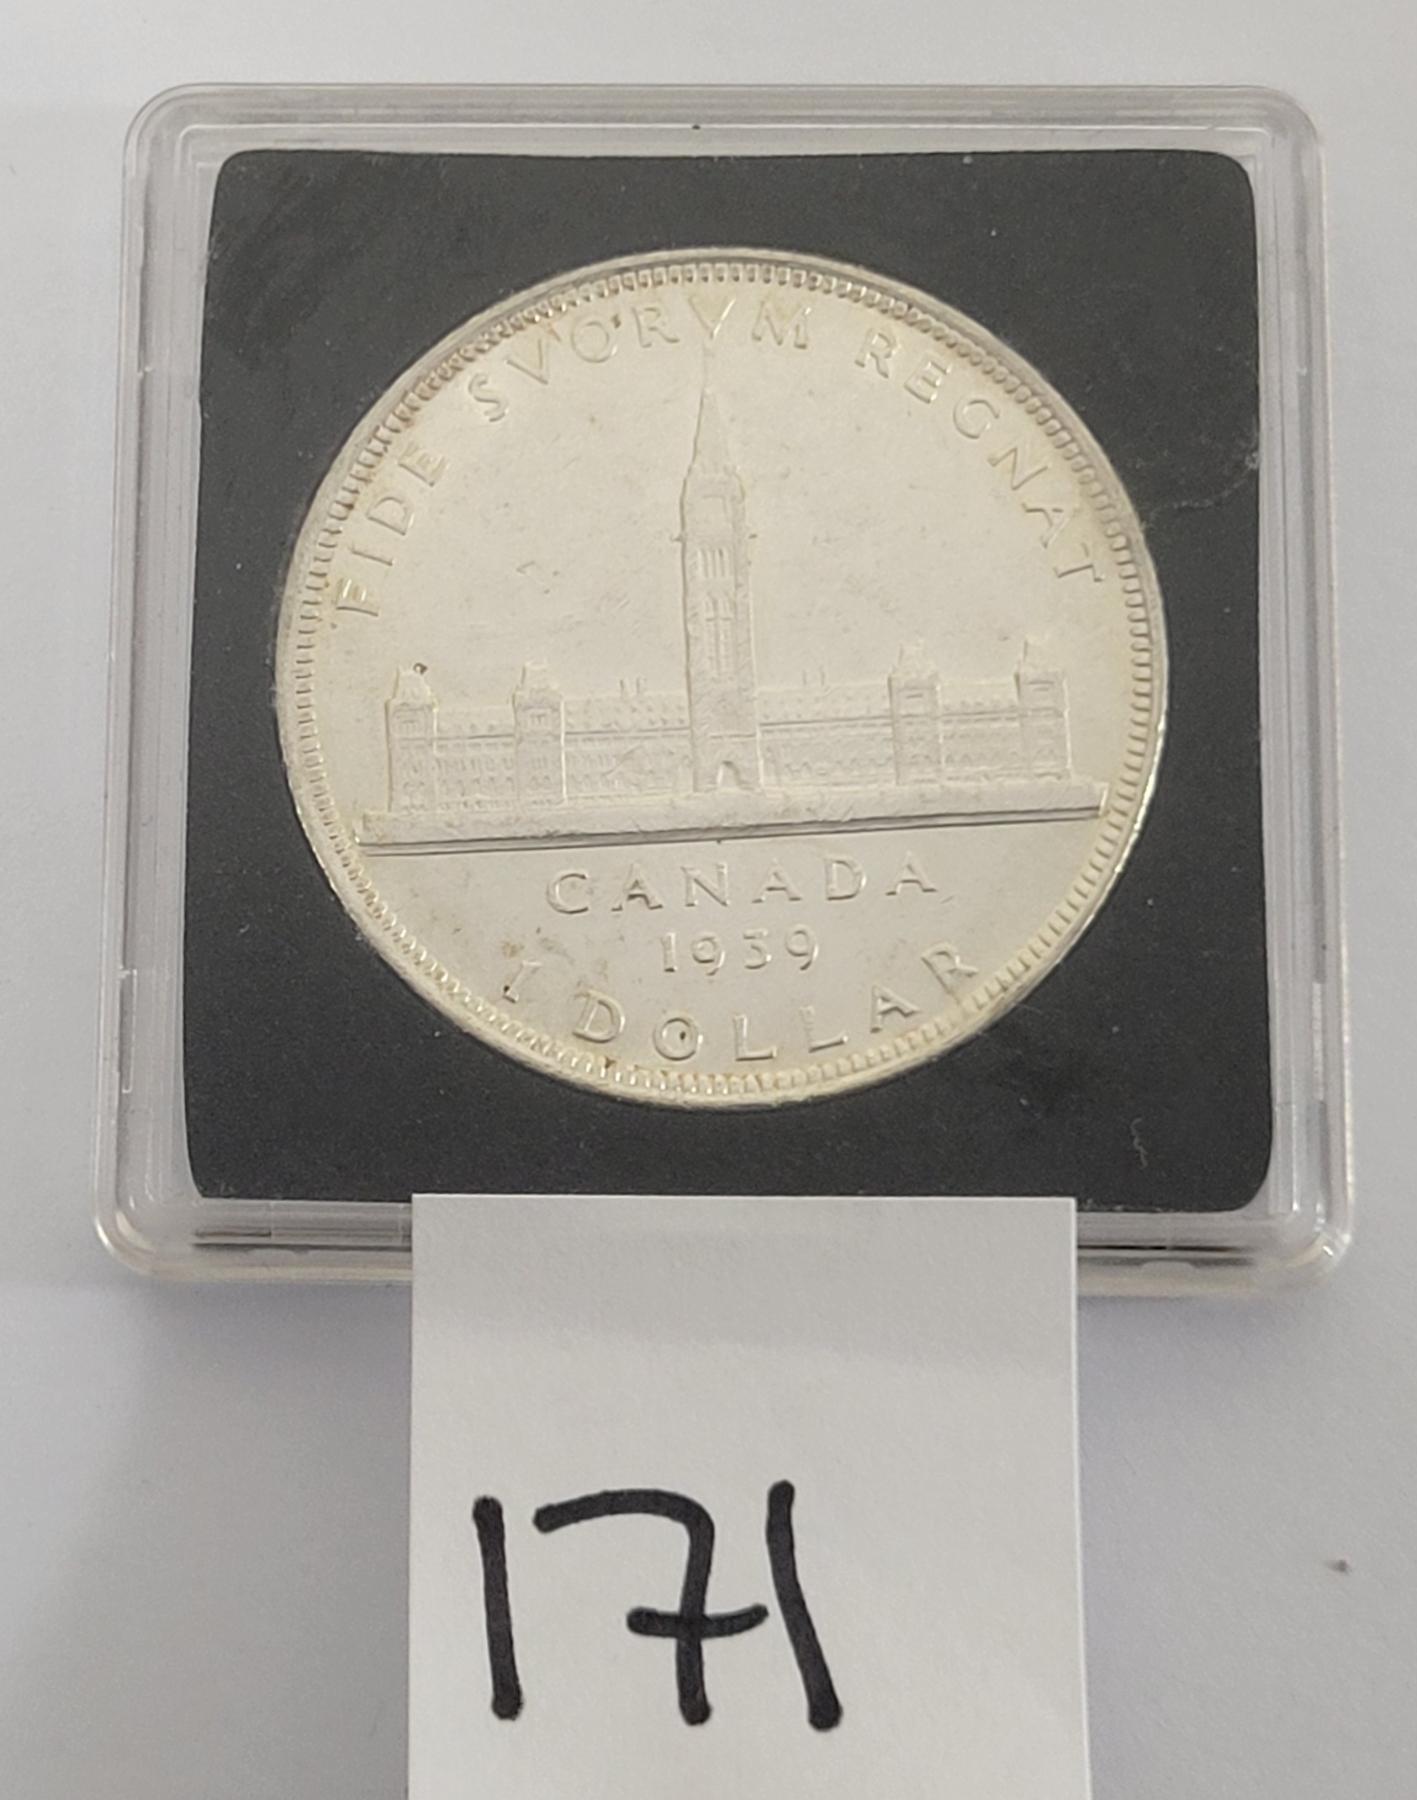 FIDE SVORVM REGNAT
CANADA
1939
1 DOLLAR
171